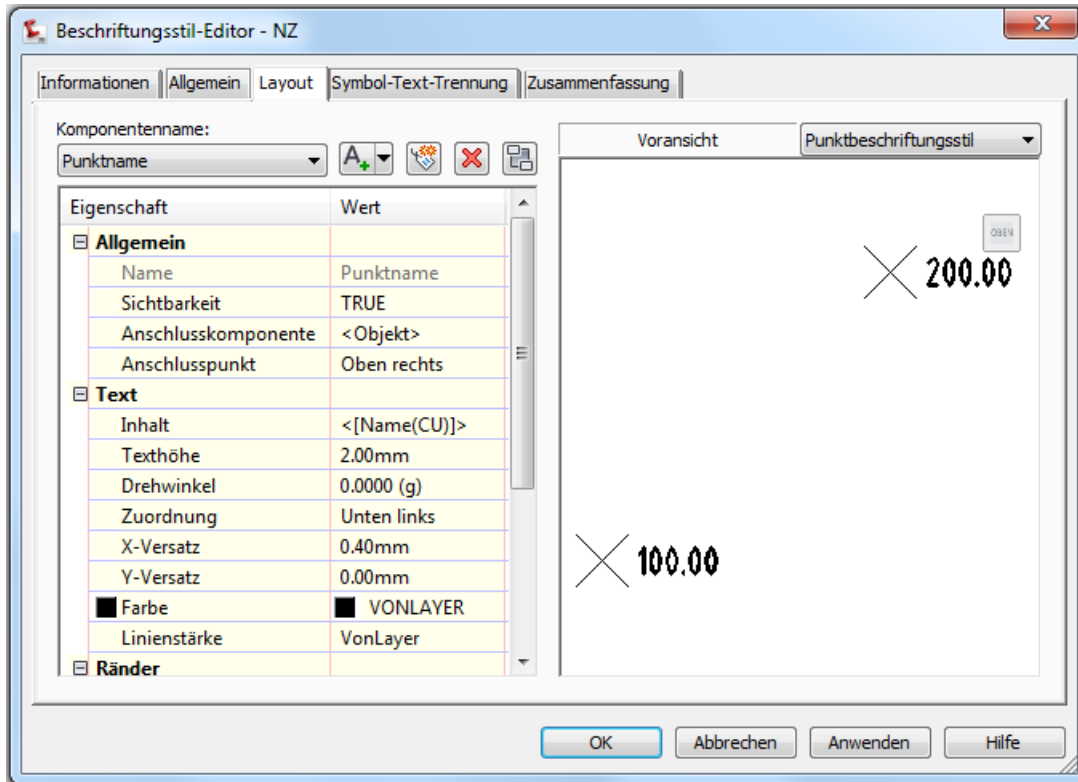 Beschriftungsstil-Editor - NZ
Informationen Allgemein Layout Symbol-Text-Trennung Zusammenfassung
Komponentenname:
Punktname
Eigenschaft Wert
Allgemein
Name Punktname
Sichtbarkeit TRUE
Anschlusskomponente <Objekt>
Anschlusspunkt Oben rechts
Text
Inhalt <[Name(CU)]>
Texthöhe 2.00mm
Drehwinkel 0.0000 (g)
Zuordnung Unten links
X-Versatz 0.40mm
Y-Versatz 0.00mm
Farbe VONLAYER
Linienstärke VonLayer
Ränder
Voransicht Punktbeschriftungsstil
OBEN
200.00
100.00
OK Abbrechen Anwenden Hilfe